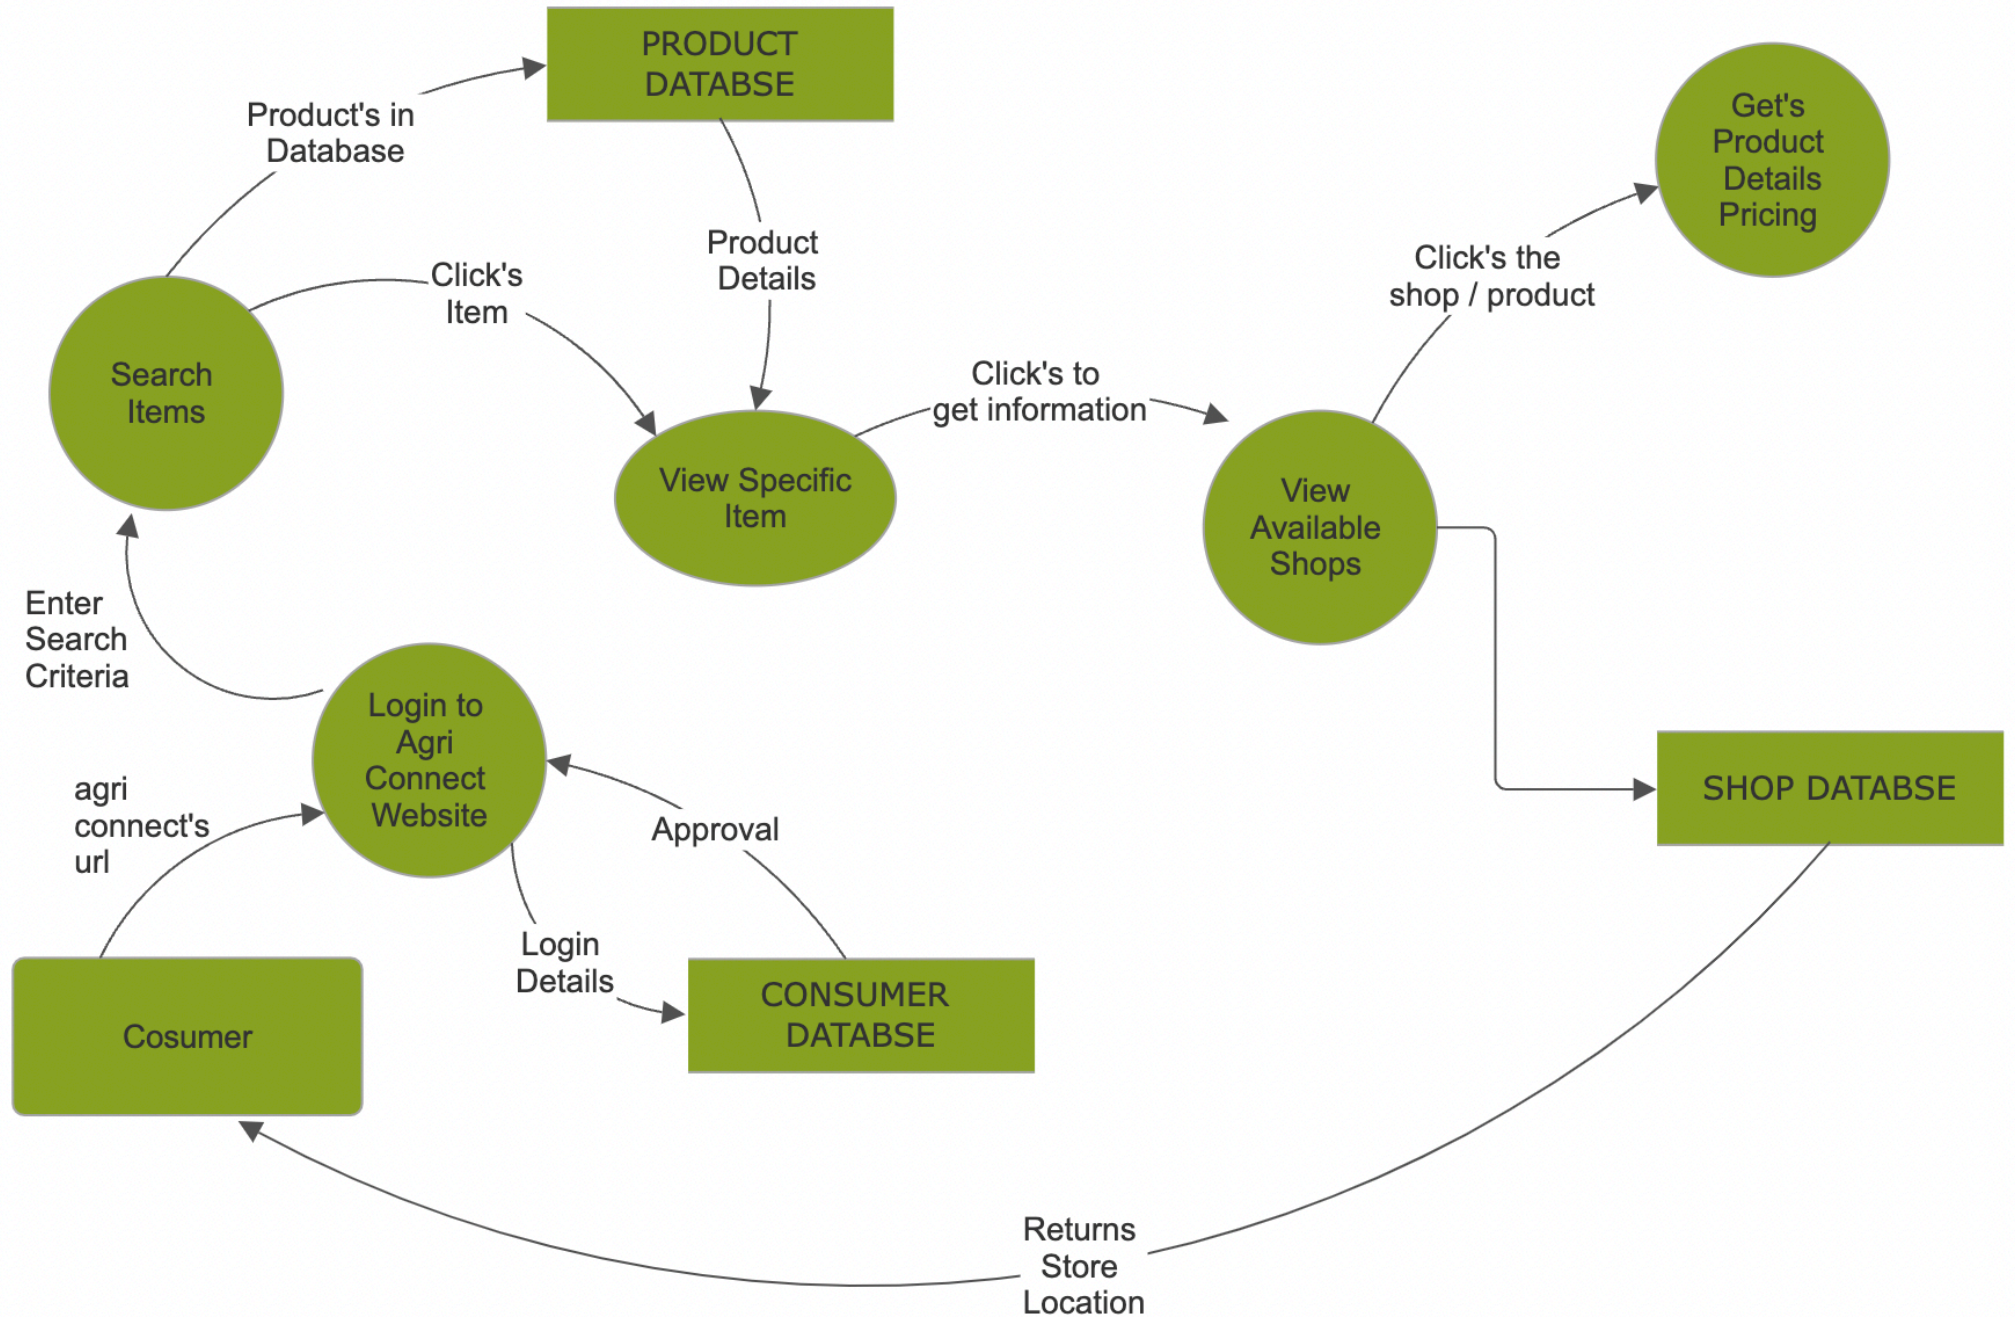 PRODUCT
DATABSE
Get's
Product
Details
Pricing
Product's in
Database
Product
Details
Click's
Item
Click's the
shop / product
Search
Items
Click's to
get information
View Specific
Item
View
Available
Shops
Enter
Search
Criteria
Login to
Agri
Connect
Website
agri
connect's
url
Approval
SHOP DATABSE
Login
Details
CONSUMER
DATABSE
Cosumer
Returns
Store
Location